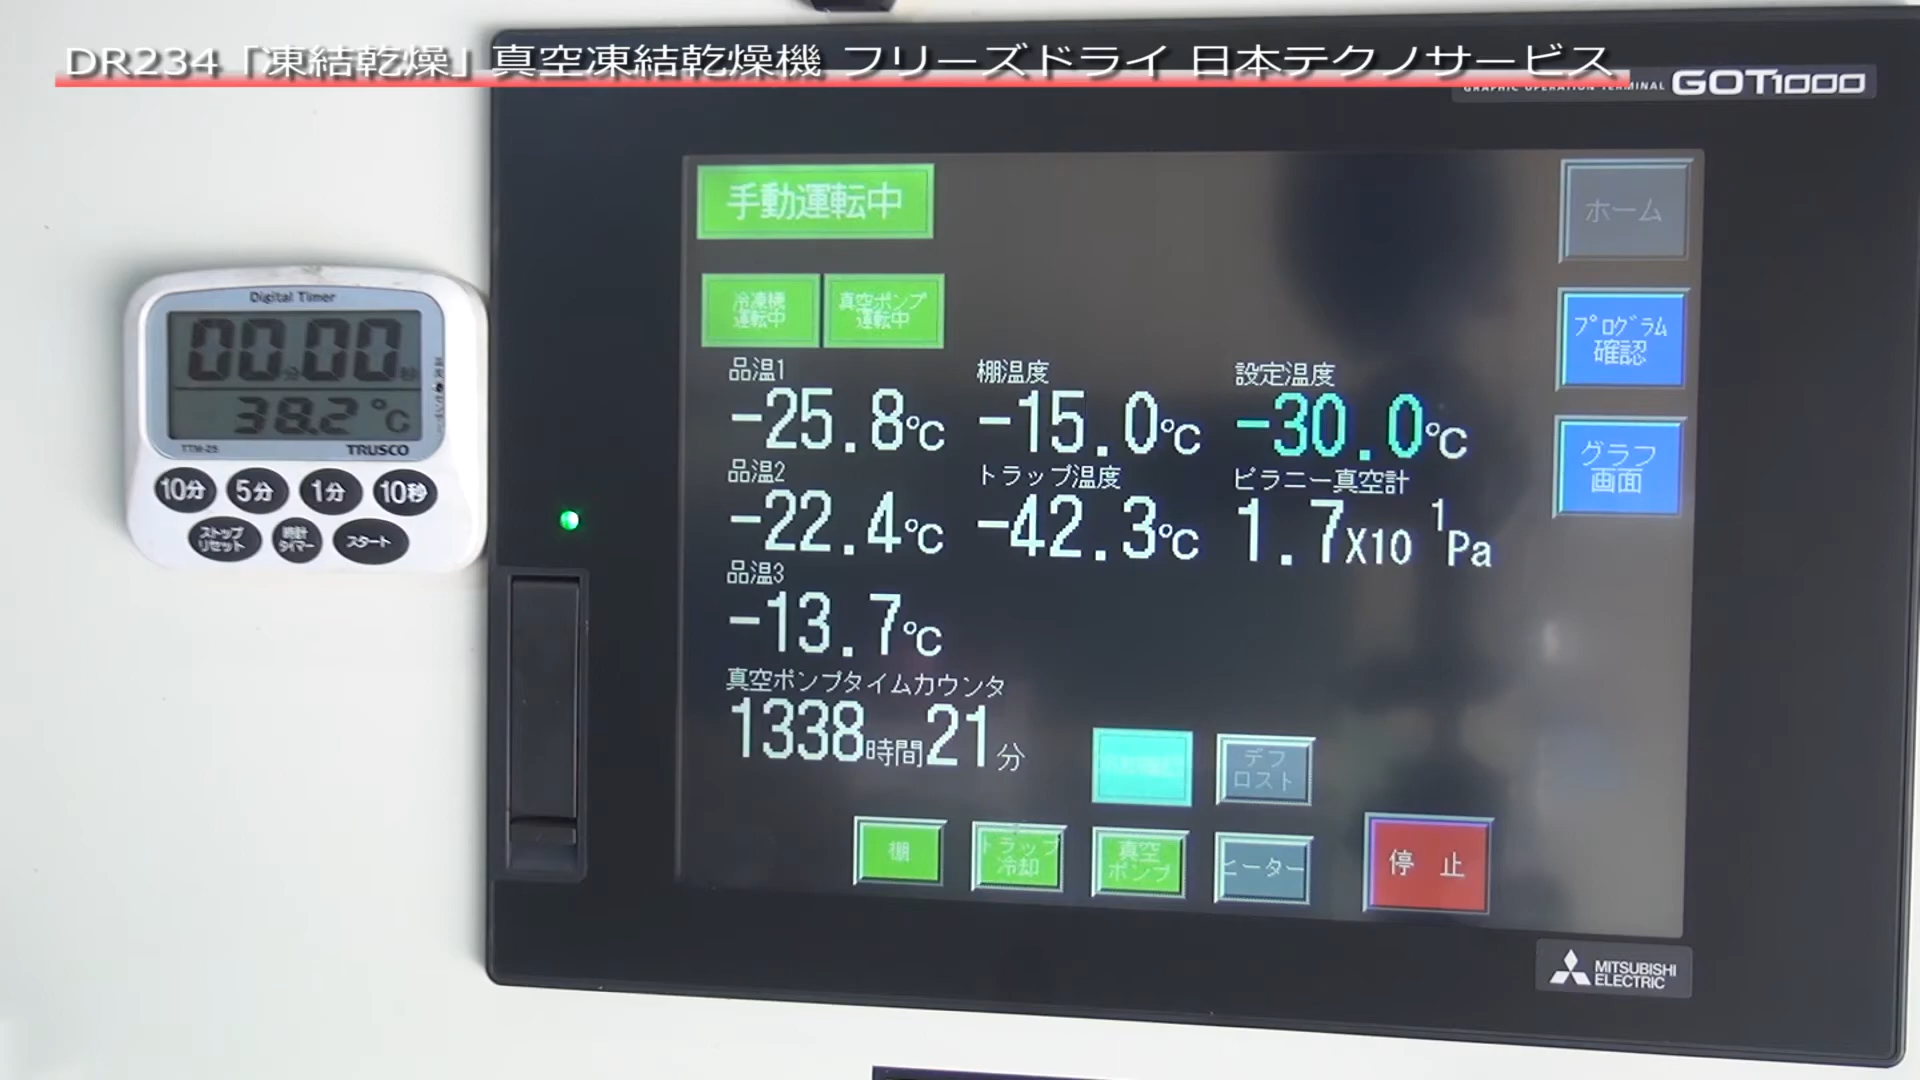 DR234「凍結乾燥」真空凍結乾燥機 フリーズドライ 日本テクノサービス
GRAPHIC OPERATION TERMINAL GOT1000
手動運転中
ホーム
冷凍機
運転中
真空ポンプ
運転中
プログラム
確認
Digital Timer
00分00秒
38.2 ℃
TRUSCO
10分 5分 1分 10秒
ストップ
リセット
時計
タイマー
スタート
品温1 棚温度 設定温度
-25.8℃ -15.0℃ -30.0℃
グラフ
画面
品温2 トラップ温度 ピラニー真空計
-22.4℃ -42.3℃ 1.7X10 1Pa
品温3
-13.7℃
真空ポンプタイムカウンタ
1338時間21分
デフ
ロスト
棚
トラップ
冷却
真空
ポンプ
ヒーター
停 止
MITSUBISHI
ELECTRIC